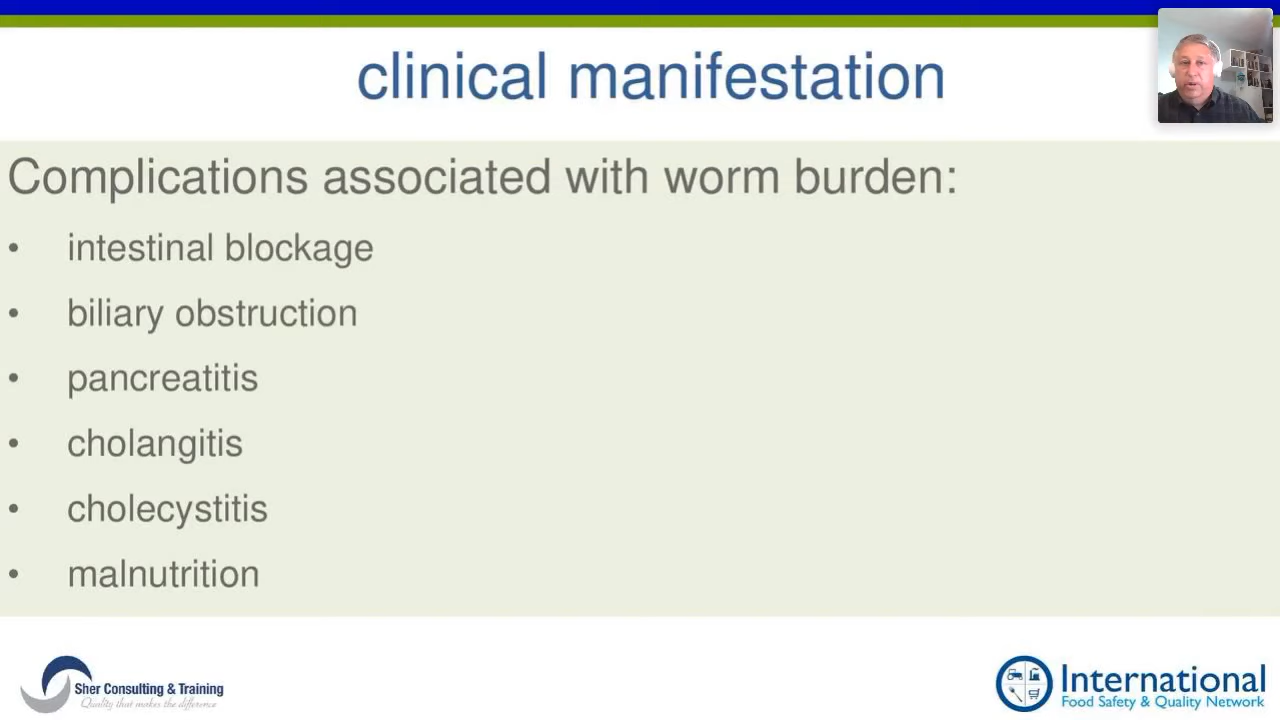 clinical manifestation
Complications associated with worm burden:
• intestinal blockage
• biliary obstruction
• pancreatitis
• cholangitis
• cholecystitis
• malnutrition
Sher Consulting & Training
Quality that makes the difference
International
Food Safety & Quality Network